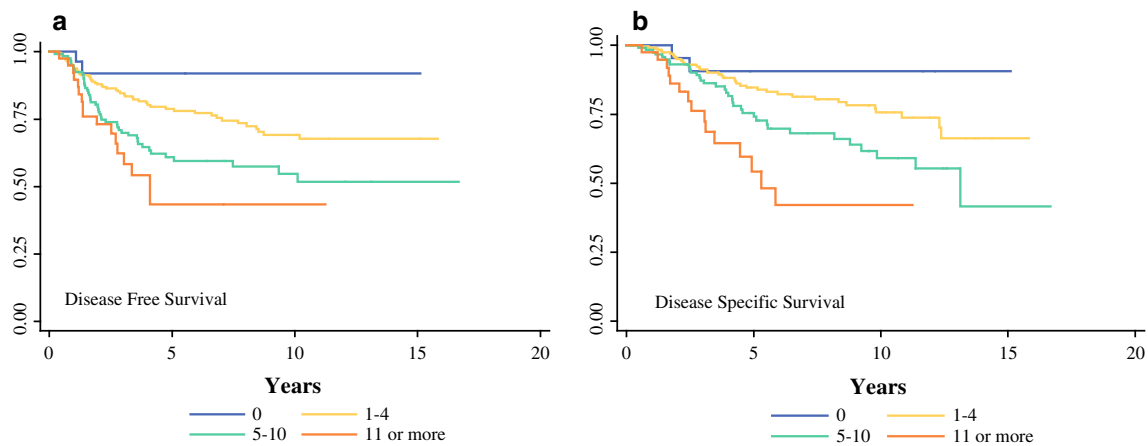 a
1.00
0.75
0.50
0.25
0.00
Disease Free Survival
0 5 10 15 20
Years
0 1-4
5-10 11 or more
b
1.00
0.75
0.50
0.25
0.00
Disease Specific Survival
0 5 10 15 20
Years
0 1-4
5-10 11 or more